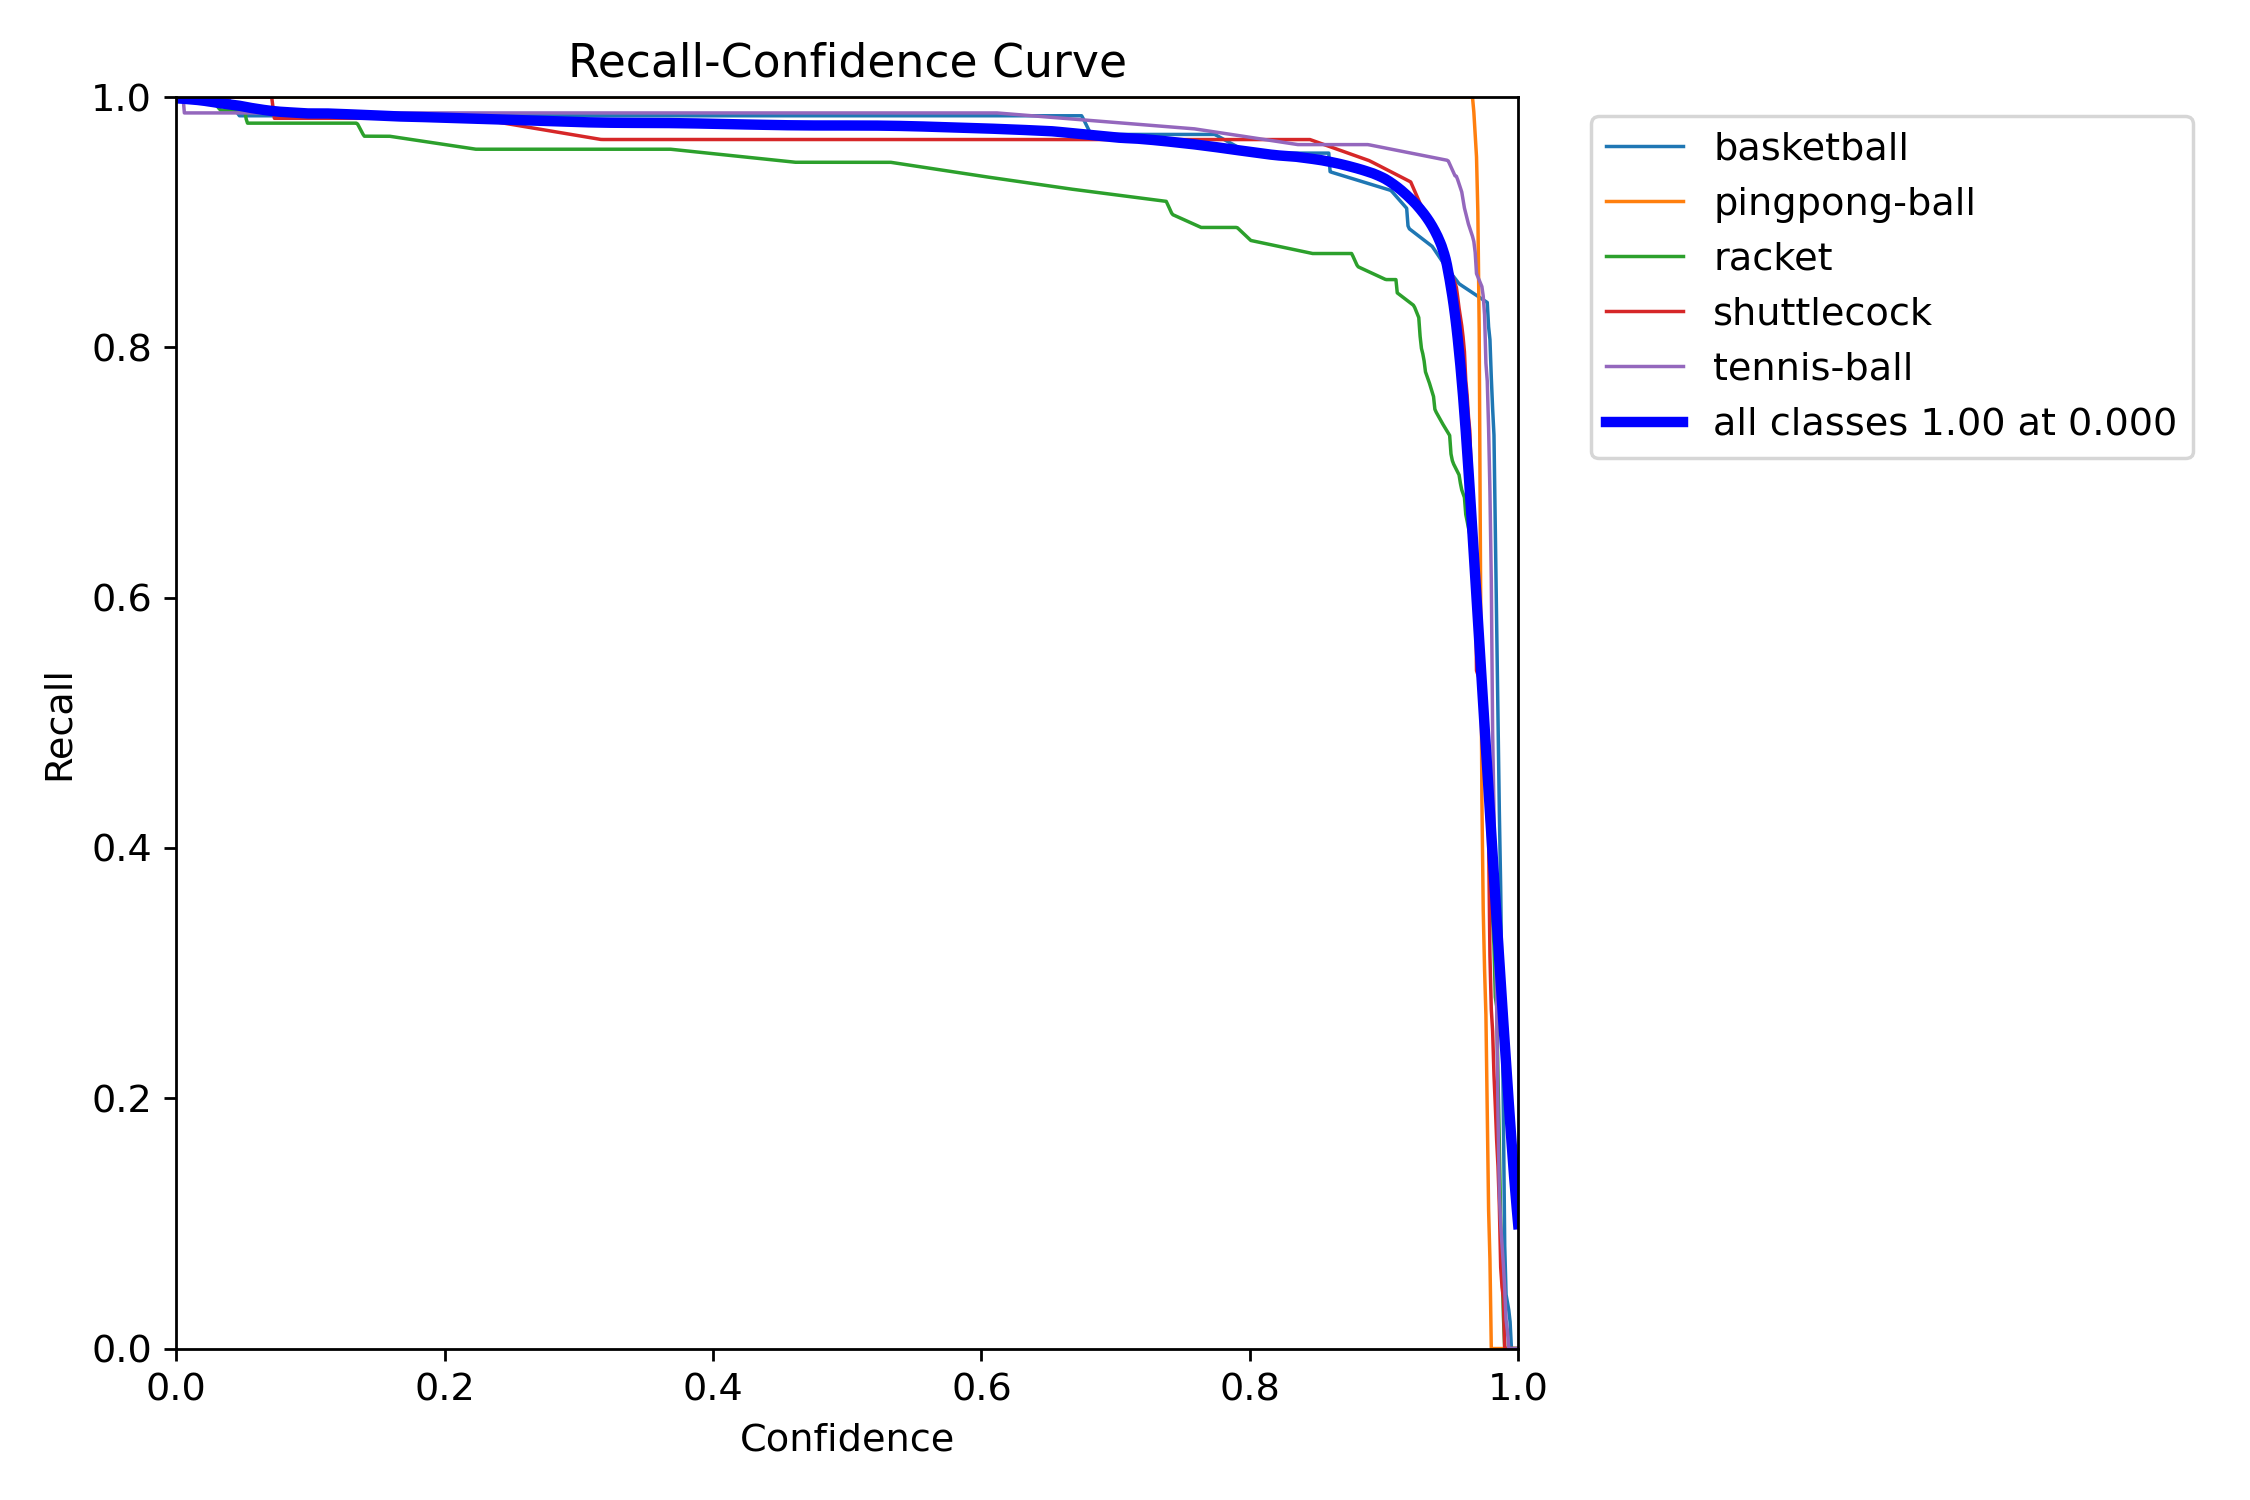 Recall-Confidence Curve
1.0
0.8
0.6
0.4
0.2
0.0
Recall
0.0 0.2 0.4 0.6 0.8 1.0
Confidence
basketball
pingpong-ball
racket
shuttlecock
tennis-ball
all classes 1.00 at 0.000